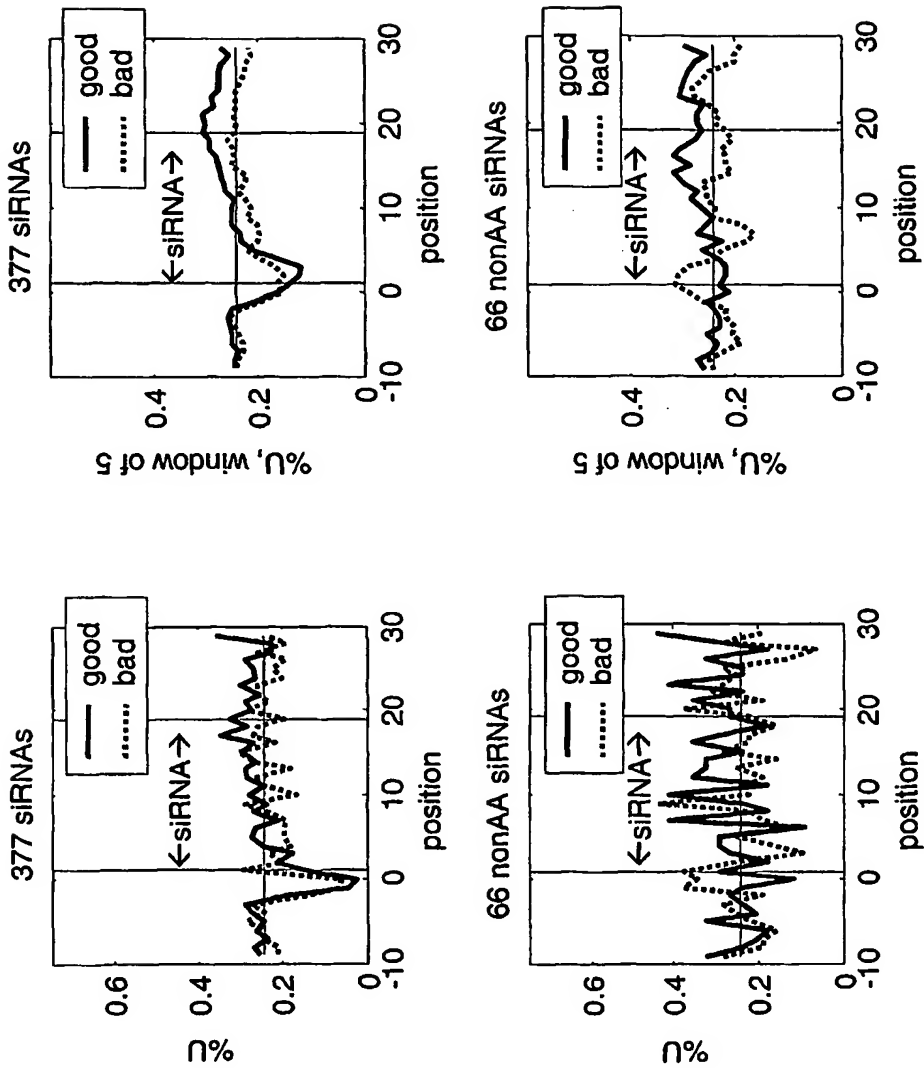 377 siRNAs
good
bad
←siRNA→
%U
0.6
0.4
0.2
0
-10
0
10
20
30
position
377 siRNAs
good
bad
←siRNA→
%U, window of 5
0.4
0.2
0
-10
0
10
20
30
position
66 nonAA siRNAs
good
bad
←siRNA→
%U
0.6
0.4
0.2
0
-10
0
10
20
30
position
66 nonAA siRNAs
good
bad
←siRNA→
%U, window of 5
0.4
0.2
0
-10
0
10
20
30
position